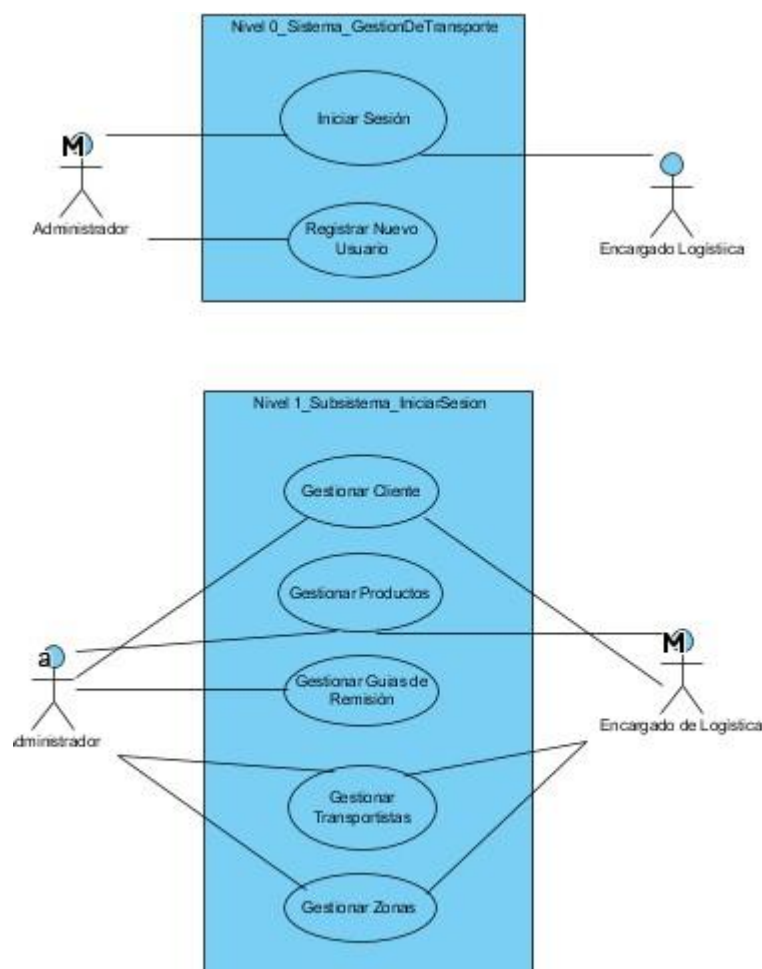 Nivel 0_Sistema_GestionDeTransporte
Iniciar Sesión
M
Administrador
Registrar Nuevo
Usuario
Encargado Logístiica
Nivel 1_Subsistema_IniciarSesion
Gestionar Cliente
Gestionar Productos
a
M
Gestionar Guias de
Remisión
dministrador
Encargado de Logística
Gestionar
Transportistas
Gestionar Zonas